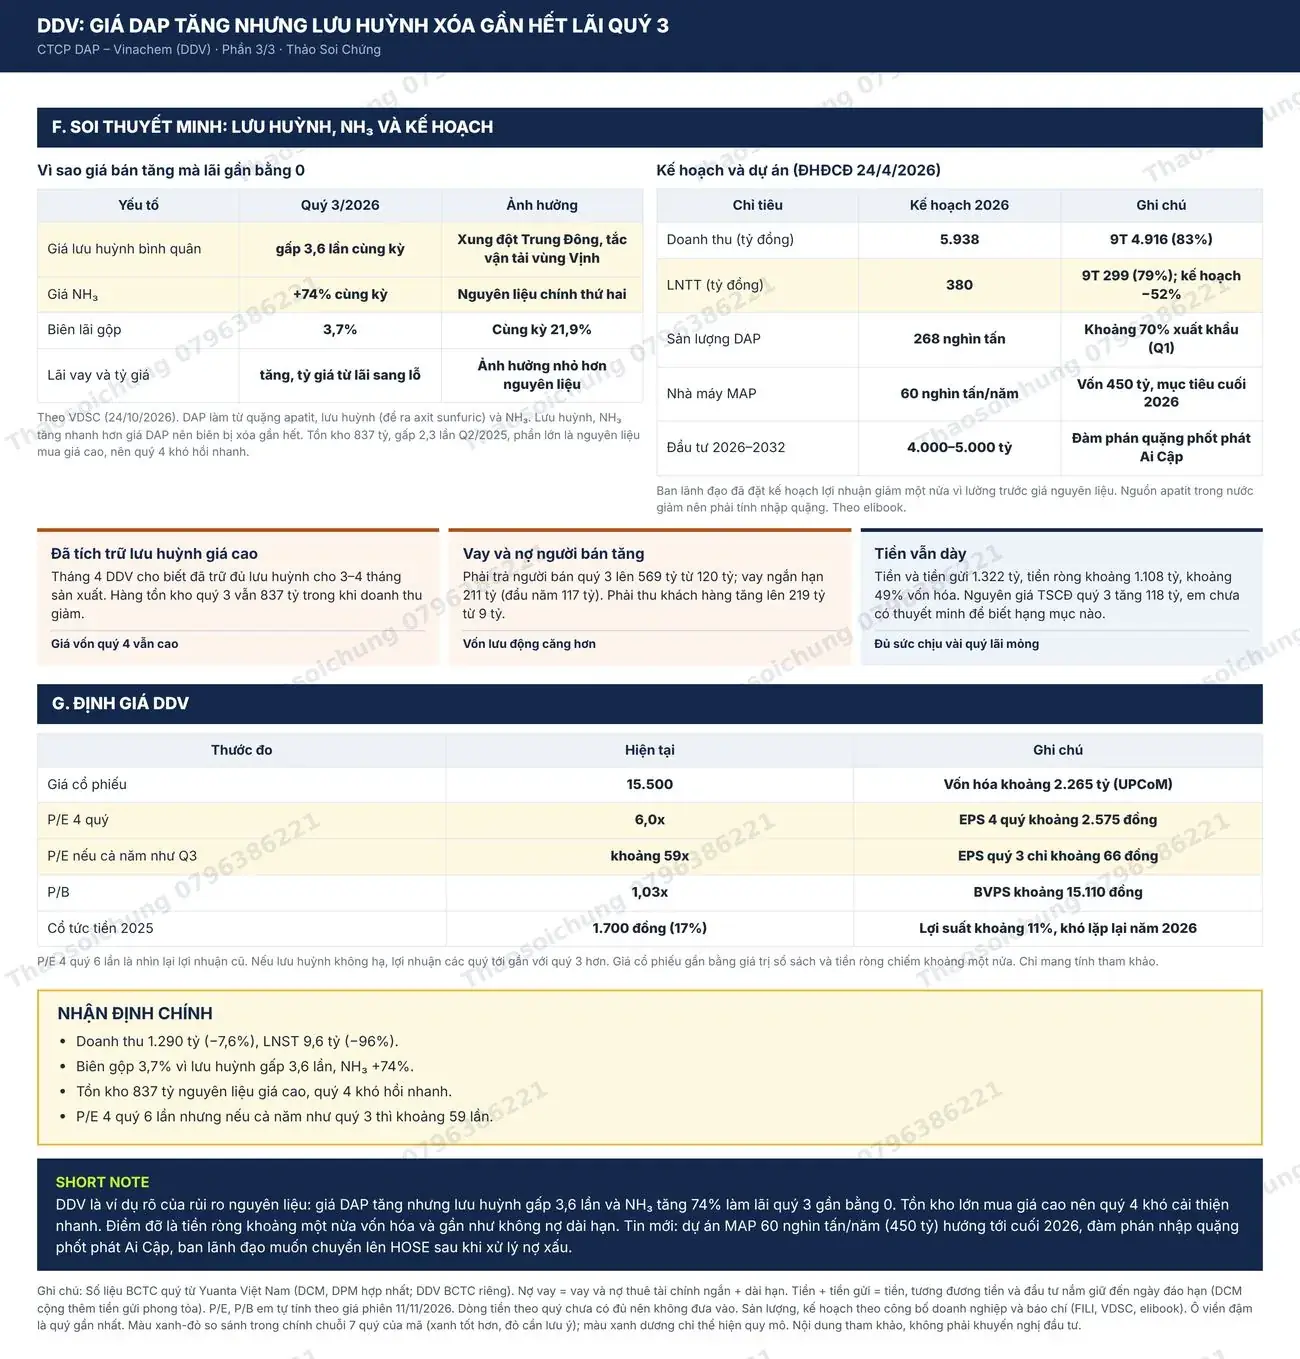 DDV: GIÁ DAP TĂNG NHƯNG LƯU HUỲNH XÓA GẦN HẾT LÃI QUÝ 3
CTCP DAP – Vinachem (DDV) · Phần 3/3 · Thảo Soi Chứng
F. SOI THUYẾT MINH: LƯU HUỲNH, NH₃ VÀ KẾ HOẠCH
Vì sao giá bán tăng mà lãi gần bằng 0
Yếu tố Quý 3/2026 Ảnh hưởng
Giá lưu huỳnh bình quân gấp 3,6 lần cùng kỳ Xung đột Trung Đông, tắc
vận tải vùng Vịnh
Giá NH₃ +74% cùng kỳ Nguyên liệu chính thứ hai
Biên lãi gộp 3,7% Cùng kỳ 21,9%
Lãi vay và tỷ giá tăng, tỷ giá từ lãi sang lỗ Ảnh hưởng nhỏ hơn
nguyên liệu
Theo VDSC (24/10/2026). DAP làm từ quặng apatit, lưu huỳnh (để ra axit sunfuric) và NH₃. Lưu huỳnh, NH₃
tăng nhanh hơn giá DAP nên biên bị xóa gần hết. Tồn kho 837 tỷ, gấp 2,3 lần Q2/2025, phần lớn là nguyên liệu
mua giá cao, nên quý 4 khó hồi nhanh.
Kế hoạch và dự án (ĐHĐCĐ 24/4/2026)
Chỉ tiêu Kế hoạch 2026 Ghi chú
Doanh thu (tỷ đồng) 5.938 9T 4.916 (83%)
LNTT (tỷ đồng) 380 9T 299 (79%); kế hoạch
−52%
Sản lượng DAP 268 nghìn tấn Khoảng 70% xuất khẩu
(Q1)
Nhà máy MAP 60 nghìn tấn/năm Vốn 450 tỷ, mục tiêu cuối
2026
Đầu tư 2026–2032 4.000–5.000 tỷ Đàm phán quặng phốt phát
Ai Cập
Ban lãnh đạo đã đặt kế hoạch lợi nhuận giảm một nửa vì lường trước giá nguyên liệu. Nguồn apatit trong nước
giảm nên phải tính nhập quặng. Theo elibook.
Đã tích trữ lưu huỳnh giá cao
Tháng 4 DDV cho biết đã trữ đủ lưu huỳnh cho 3–4 tháng
sản xuất. Hàng tồn kho quý 3 vẫn 837 tỷ trong khi doanh thu
giảm.
Giá vốn quý 4 vẫn cao
Vay và nợ người bán tăng
Phải trả người bán quý 3 lên 569 tỷ từ 120 tỷ; vay ngắn hạn
211 tỷ (đầu năm 117 tỷ). Phải thu khách hàng tăng lên 219 tỷ
từ 9 tỷ.
Vốn lưu động căng hơn
Tiền vẫn dày
Tiền và tiền gửi 1.322 tỷ, tiền ròng khoảng 1.108 tỷ, khoảng
49% vốn hóa. Nguyên giá TSCĐ quý 3 tăng 118 tỷ, em chưa
có thuyết minh để biết hạng mục nào.
Đủ sức chịu vài quý lãi mỏng
G. ĐỊNH GIÁ DDV
Thước đo Hiện tại Ghi chú
Giá cổ phiếu 15.500 Vốn hóa khoảng 2.265 tỷ (UPCoM)
P/E 4 quý 6,0x EPS 4 quý khoảng 2.575 đồng
P/E nếu cả năm như Q3 khoảng 59x EPS quý 3 chỉ khoảng 66 đồng
P/B 1,03x BVPS khoảng 15.110 đồng
Cổ tức tiền 2025 1.700 đồng (17%) Lợi suất khoảng 11%, khó lặp lại năm 2026
P/E 4 quý 6 lần là nhìn lại lợi nhuận cũ. Nếu lưu huỳnh không hạ, lợi nhuận các quý tới gần với quý 3 hơn. Giá cổ phiếu gần bằng giá trị sổ sách và tiền ròng chiếm khoảng một nửa. Chỉ mang tính tham khảo.
NHẬN ĐỊNH CHÍNH
• Doanh thu 1.290 tỷ (−7,6%), LNST 9,6 tỷ (−96%).
• Biên gộp 3,7% vì lưu huỳnh gấp 3,6 lần, NH₃ +74%.
• Tồn kho 837 tỷ nguyên liệu giá cao, quý 4 khó hồi nhanh.
• P/E 4 quý 6 lần nhưng nếu cả năm như quý 3 thì khoảng 59 lần.
SHORT NOTE
DDV là ví dụ rõ của rủi ro nguyên liệu: giá DAP tăng nhưng lưu huỳnh gấp 3,6 lần và NH₃ tăng 74% làm lãi quý 3 gần bằng 0. Tồn kho lớn mua giá cao nên quý 4 khó cải thiện
nhanh. Điểm đỡ là tiền ròng khoảng một nửa vốn hóa và gần như không nợ dài hạn. Tin mới: dự án MAP 60 nghìn tấn/năm (450 tỷ) hướng tới cuối 2026, đàm phán nhập quặng
phốt phát Ai Cập, ban lãnh đạo muốn chuyển lên HOSE sau khi xử lý nợ xấu.
Ghi chú: Số liệu BCTC quý từ Yuanta Việt Nam (DCM, DPM hợp nhất; DDV BCTC riêng). Nợ vay = vay và nợ thuê tài chính ngắn + dài hạn. Tiền + tiền gửi = tiền, tương đương tiền và đầu tư nắm giữ đến ngày đáo hạn (DCM
cộng thêm tiền gửi phong tỏa). P/E, P/B em tự tính theo giá phiên 11/11/2026. Dòng tiền theo quý chưa có đủ nên không đưa vào. Sản lượng, kế hoạch theo công bố doanh nghiệp và báo chí (FILI, VDSC, elibook). Ô viền đậm
là quý gần nhất. Màu xanh-đỏ so sánh trong chính chuỗi 7 quý của mã (xanh tốt hơn, đỏ cần lưu ý); màu xanh dương chỉ thể hiện quy mô. Nội dung tham khảo, không phải khuyến nghị đầu tư.
Thaosoichung 0796386221